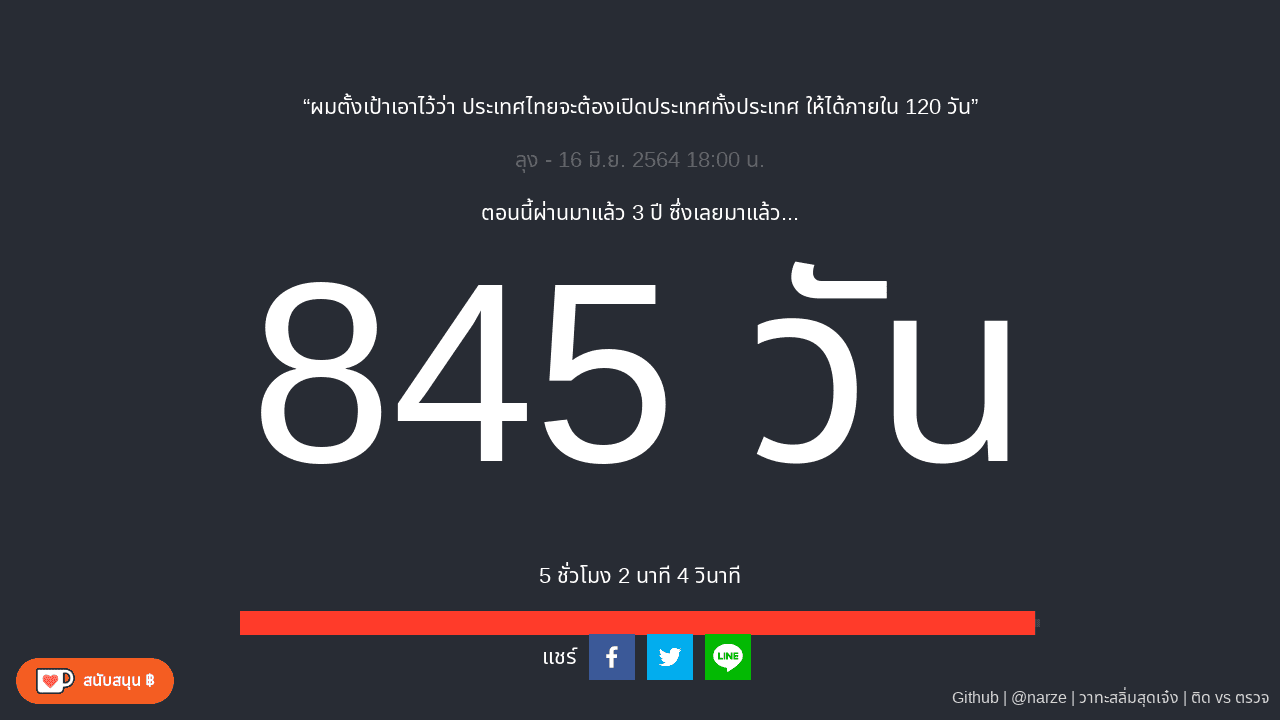 “ผมตั้งเป้าเอาไว้ว่า ประเทศไทยจะต้องเปิดประเทศทั้งประเทศ ให้ได้ภายใน 120 วัน”
ลุง - 16 มิ.ย. 2564 18:00 น.
ตอนนี้ผ่านมาแล้ว 3 ปี ซึ่งเลยมาแล้ว...
845 วัน
5 ชั่วโมง 2 นาที 4 วินาที
แชร์
LINE
สนับสนุน ฿
Github | @narze | วาทะสลิ่มสุดเจ๋ง | ติด vs ตรวจ